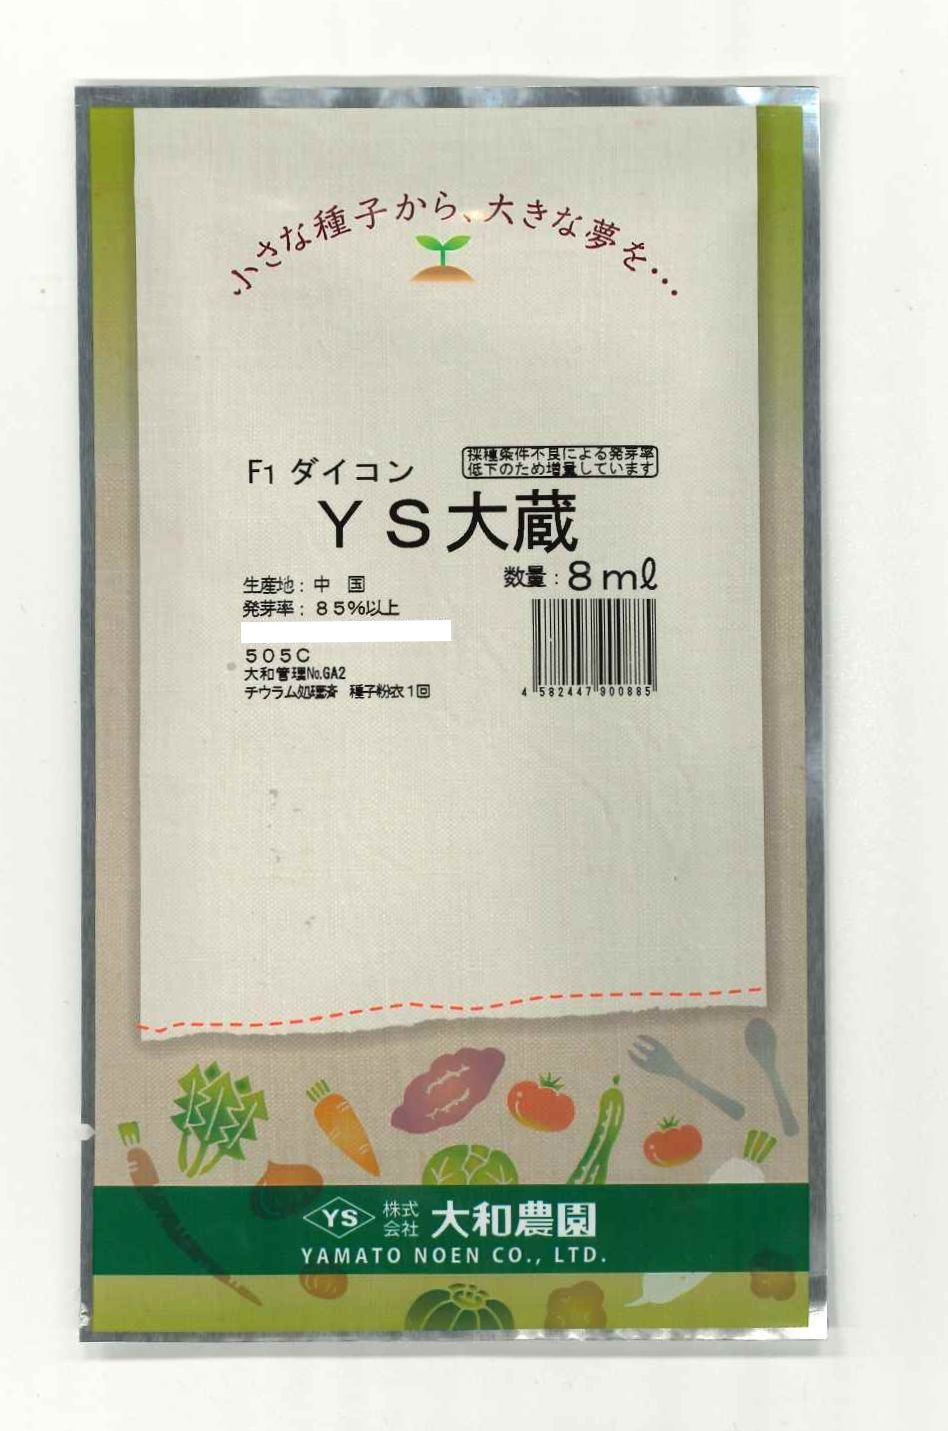 小さな種子から、大きな夢を…
F1 ダイコン
採種条件不良による発芽率
低下のため増量しています
ＹＳ大蔵
数量：8 ml
生産地：中　国
発芽率：８５％以上
５０５Ｃ
大和管理No.GA2
チウラム処理済　種子粉衣１回
4 582447 900885
YS 株式会社 大和農園
YAMATO NOEN CO., LTD.